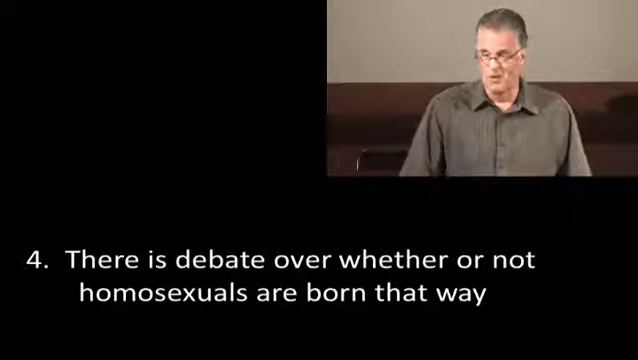 4. There is debate over whether or not
homosexuals are born that way